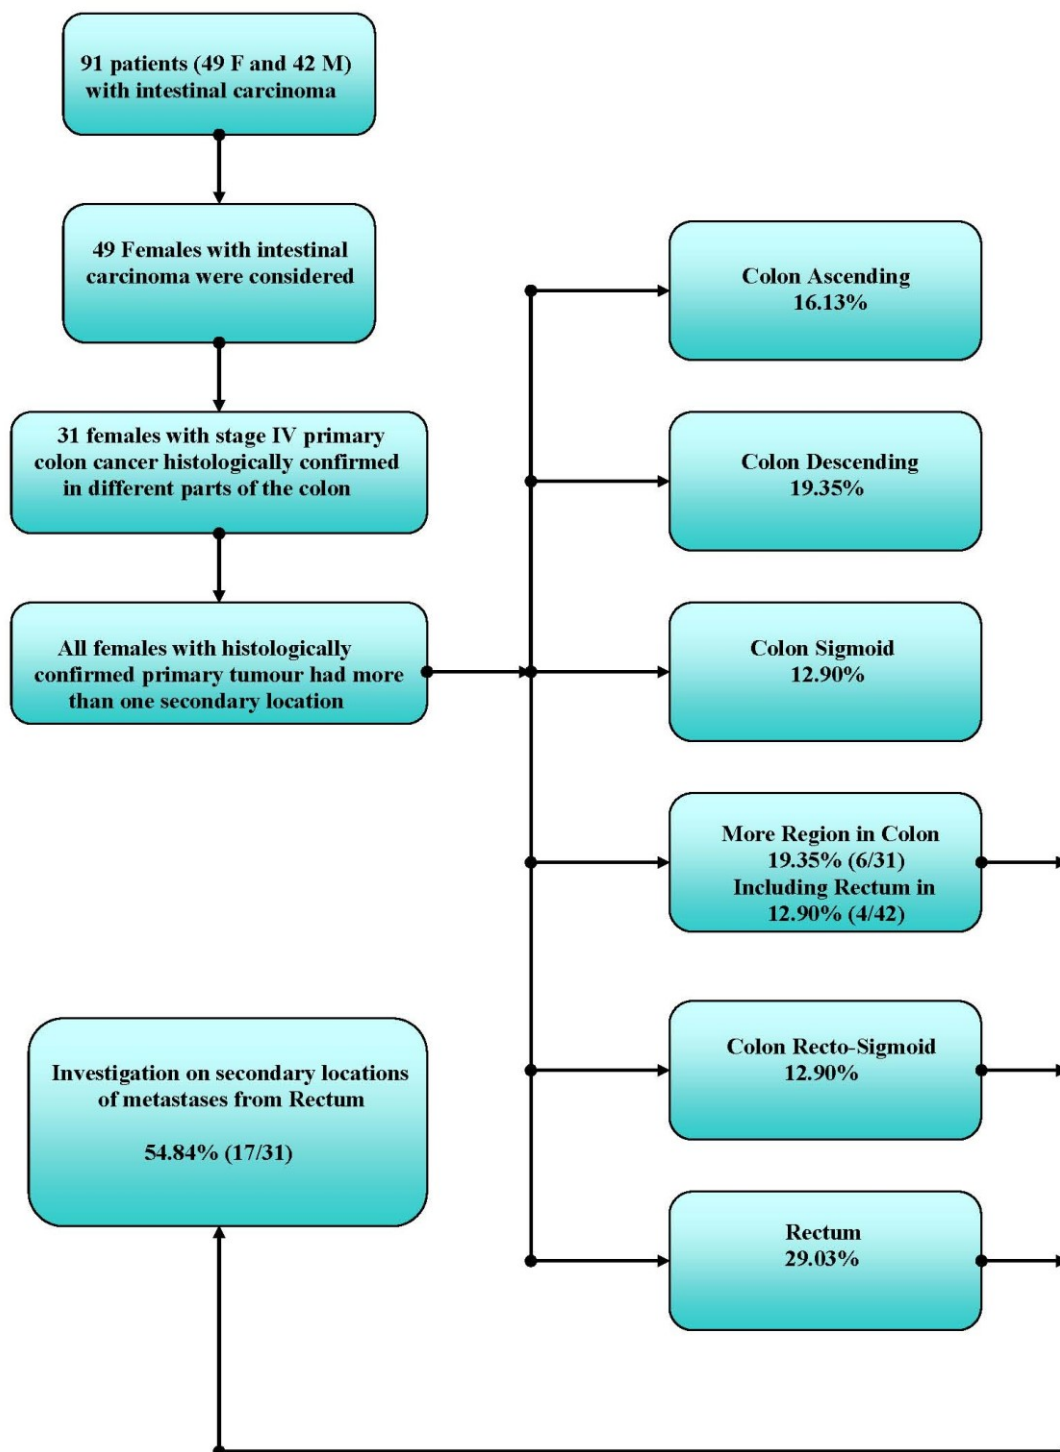 91 patients (49 F and 42 M)
with intestinal carcinoma
49 Females with intestinal
carcinoma were considered
31 females with stage IV primary
colon cancer histologically confirmed
in different parts of the colon
All females with histologically
confirmed primary tumour had more
than one secondary location
Colon Ascending
16.13%
Colon Descending
19.35%
Colon Sigmoid
12.90%
More Region in Colon
19.35% (6/31)
Including Rectum in
12.90% (4/42)
Colon Recto-Sigmoid
12.90%
Rectum
29.03%
Investigation on secondary locations
of metastases from Rectum
54.84% (17/31)